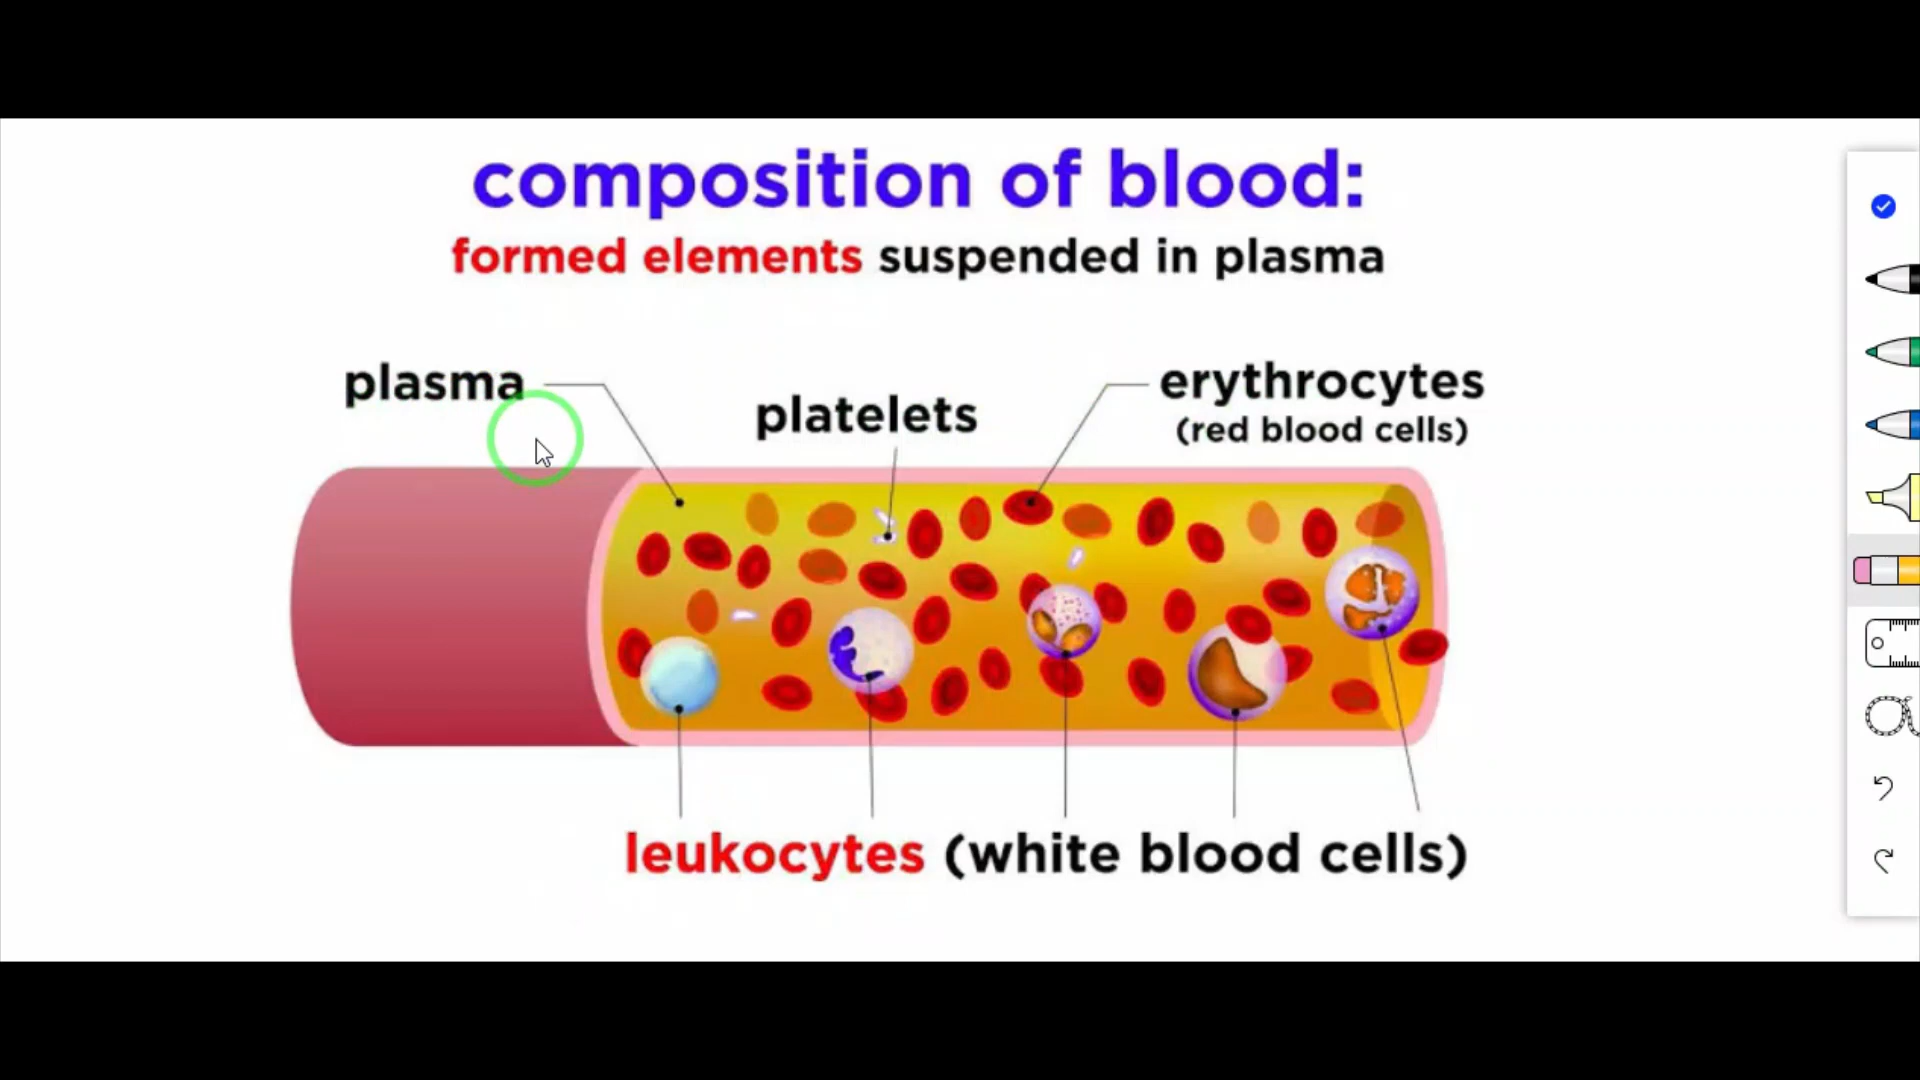 composition of blood:
formed elements suspended in plasma
plasma
platelets
erythrocytes
(red blood cells)
leukocytes (white blood cells)